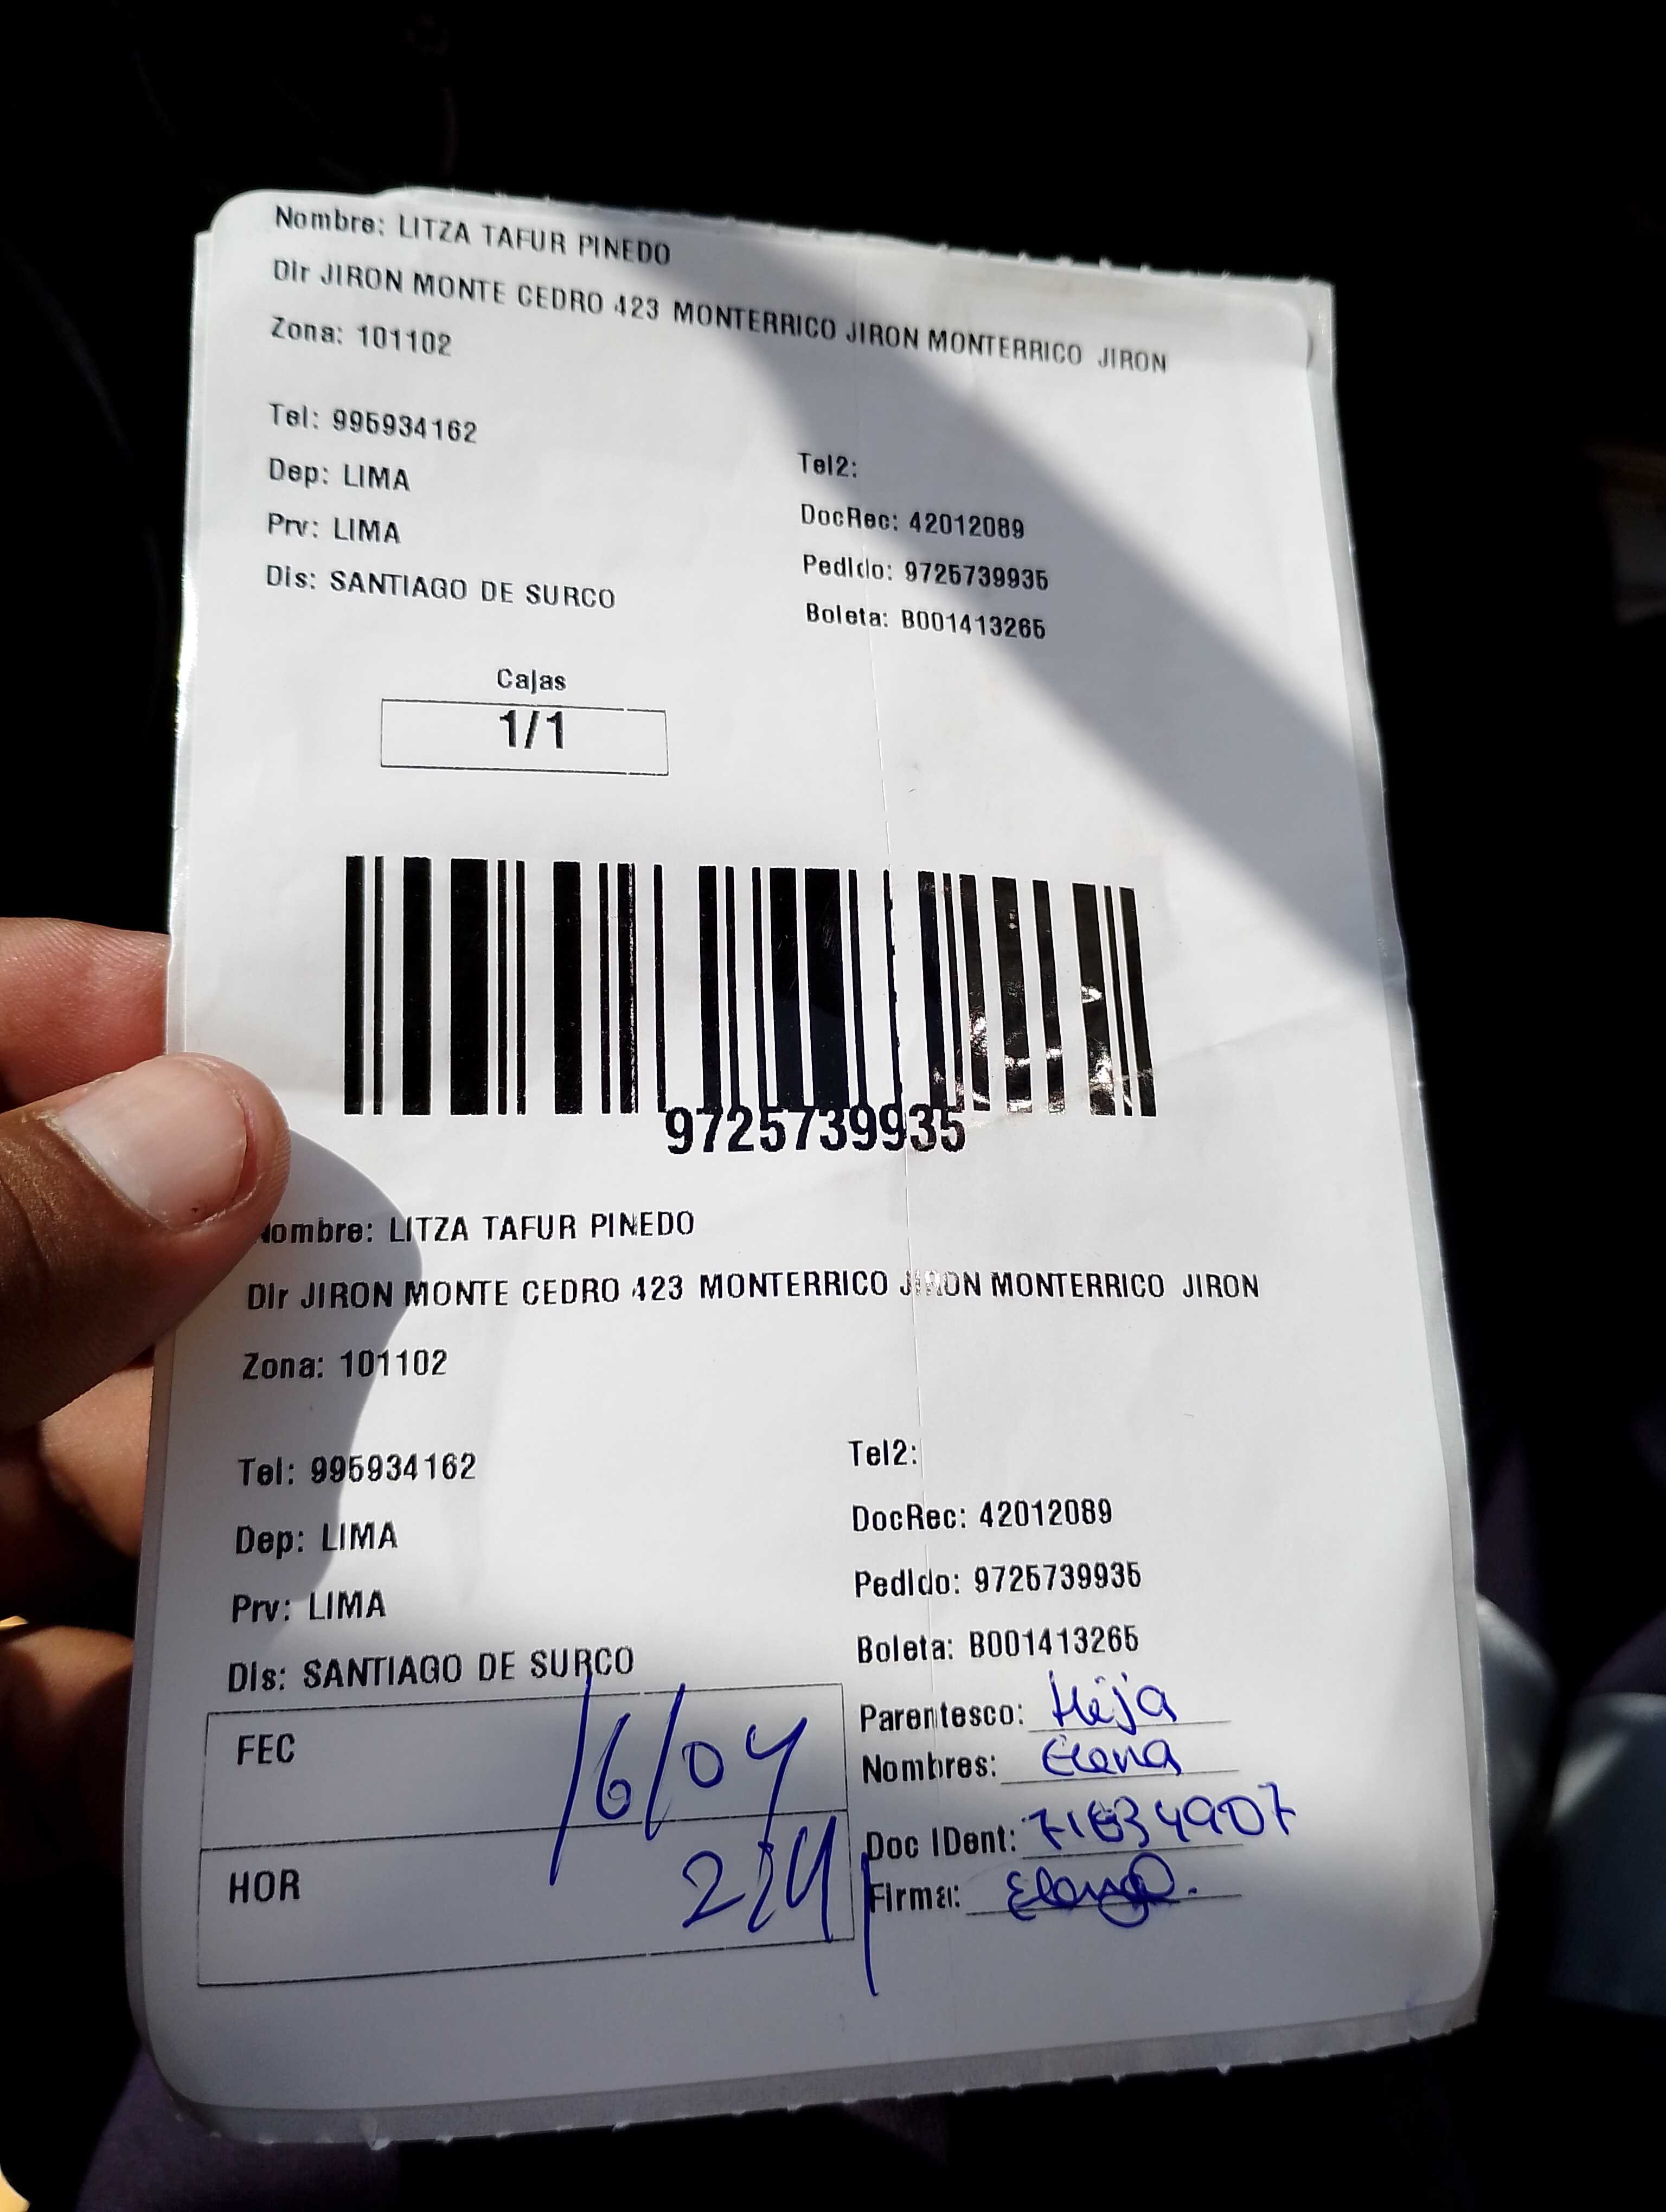 Nombre: LITZA TAFUR PINEDO
Dir JIRON MONTE CEDRO 423 MONTERRICO JIRON MONTERRICO JIRON
Zona: 101102
Tel: 995934162
Tel2:
Dep: LIMA
DocRec: 42012089
Prv: LIMA
Pedido: 9725739935
Dis: SANTIAGO DE SURCO
Boleta: B001413265
Cajas
1/1
9725739935
Nombre: LITZA TAFUR PINEDO
Dir JIRON MONTE CEDRO 423 MONTERRICO JIRON MONTERRICO JIRON
Zona: 101102
Tel: 995934162
Tel2:
Dep: LIMA
DocRec: 42012089
Prv: LIMA
Pedido: 9725739935
Dis: SANTIAGO DE SURCO
Boleta: B001413265
FEC 16/04
Parentesco: Hija
Nombres: Elena
HOR
Doc IDent:
Firma: